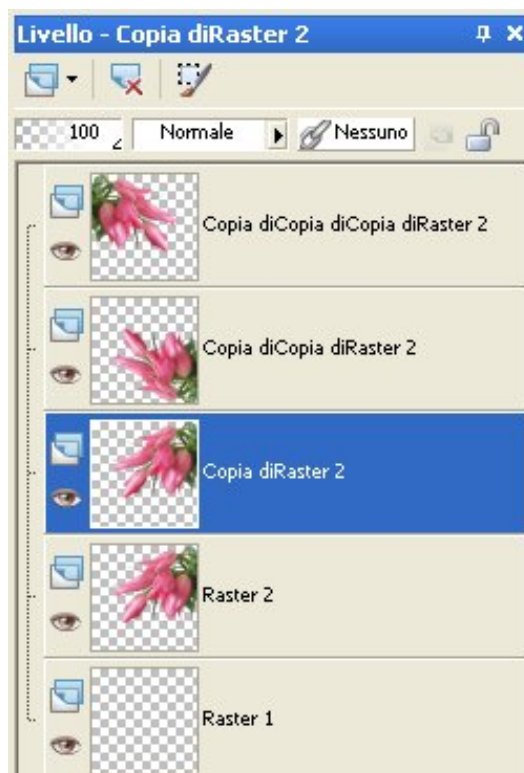 Livello - Copia diRaster 2
100 Normale Nessuno
Copia diCopia diCopia diRaster 2
Copia diCopia diRaster 2
Copia diRaster 2
Raster 2
Raster 1